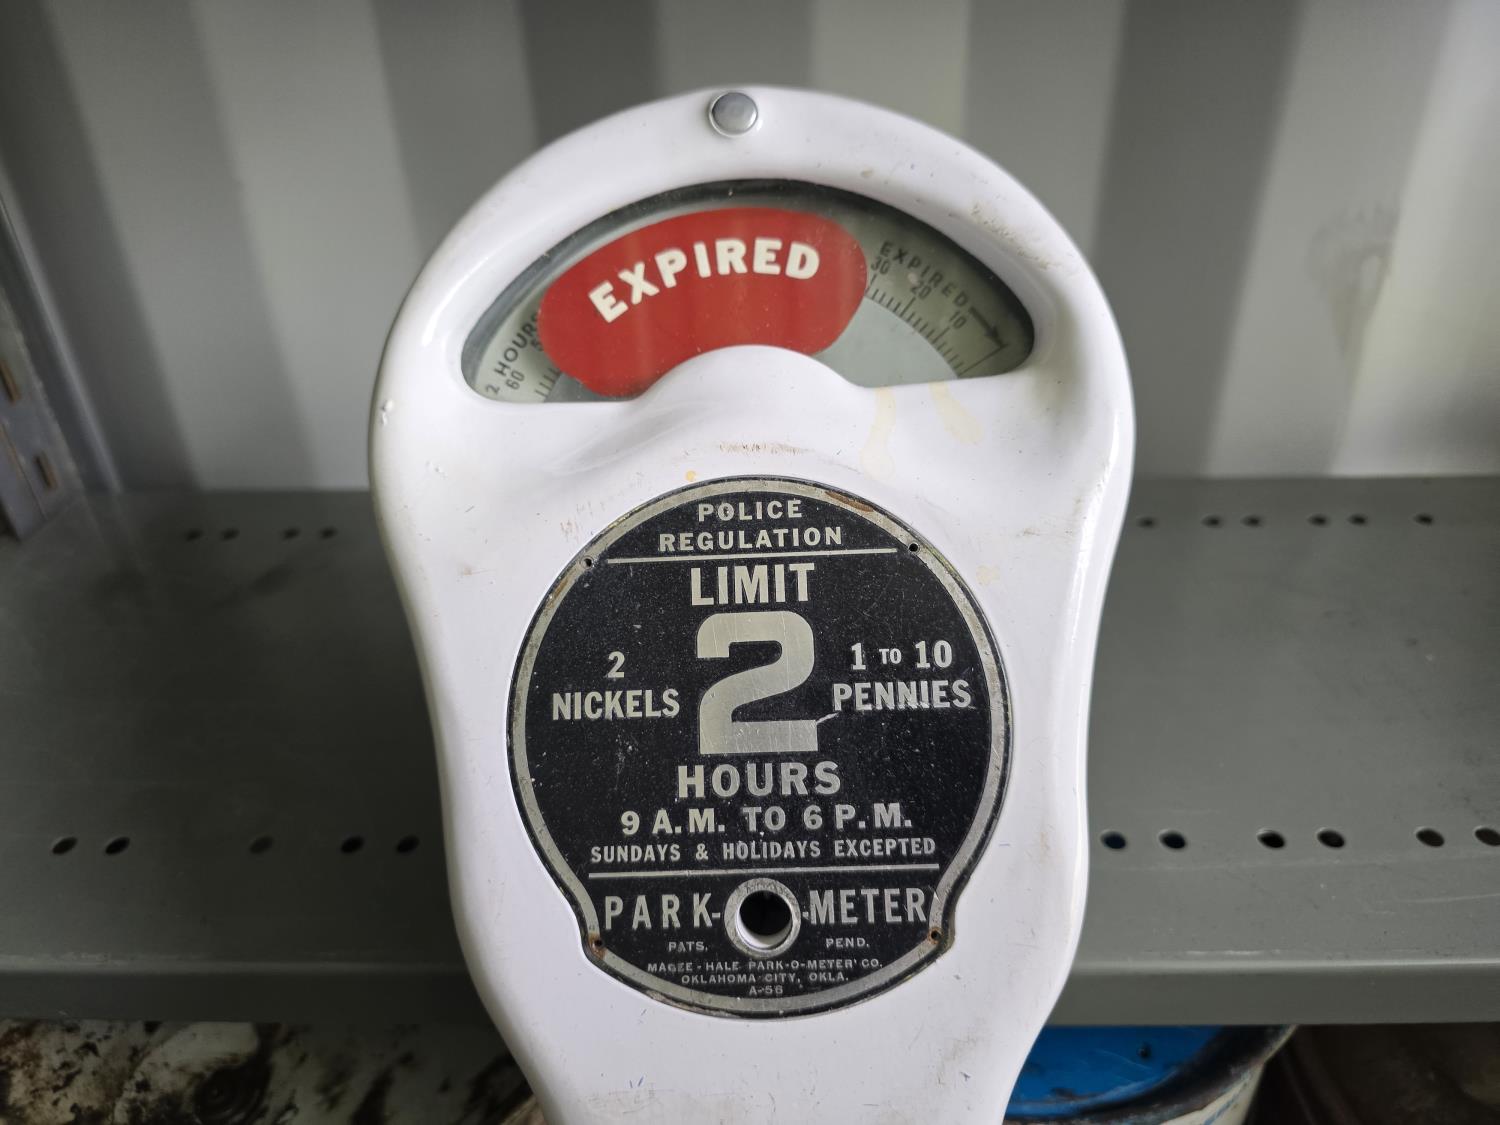 EXPIRED
2 HOURS
60
EXPIRED
30 20 10
POLICE
REGULATION
LIMIT
2
2
NICKELS
1 TO 10
PENNIES
HOURS
9 A.M. TO 6 P.M.
SUNDAYS & HOLIDAYS EXCEPTED
PARK-O-METER
PATS. PEND.
MAGEE-HALE PARK-O-METER CO.
OKLAHOMA CITY, OKLA.
A-56